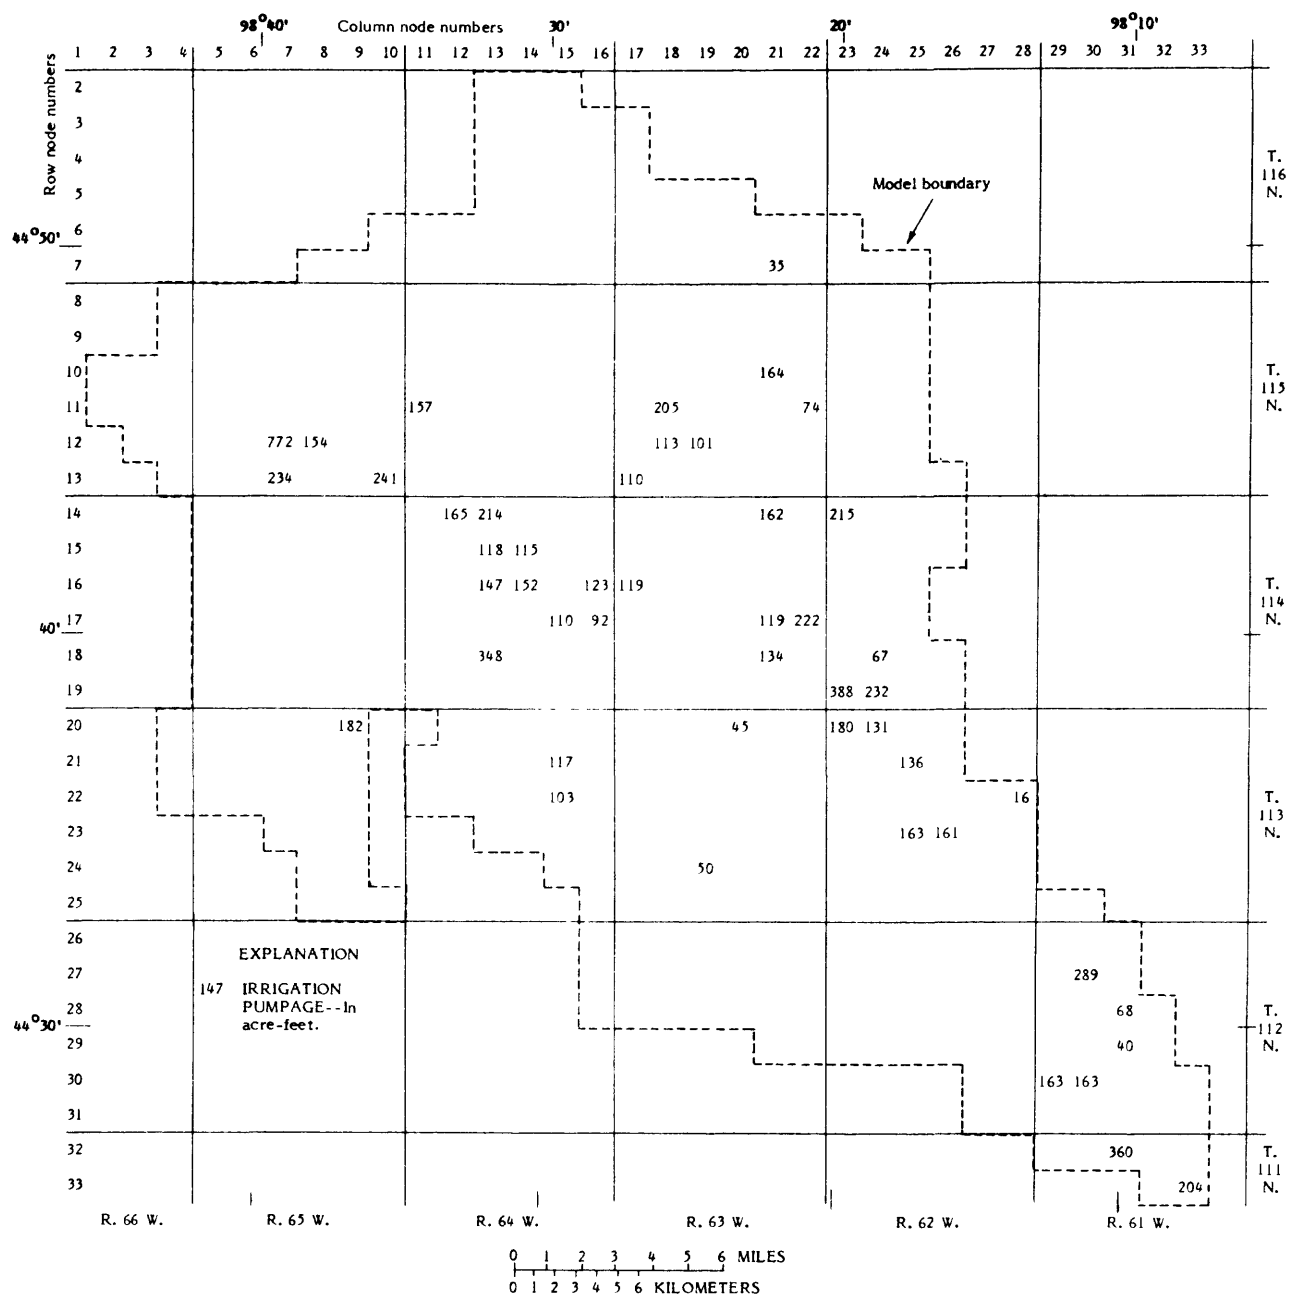 98°40' Column node numbers 30' 20' 98°10'
1 2 3 4 5 6 7 8 9 10 11 12 13 14 15 16 17 18 19 20 21 22 23 24 25 26 27 28 29 30 31 32 33
Row node numbers
2
3
4 T.
116
5 Model boundary N.
6
44°50'
7 35
8
9
10 164 T.
115
11 157 205 74 N.
12 772 154 113 101
13 234 241 110
14 165 214 162 215
15 118 115
16 147 152 123 119 T.
114
17 110 92 119 222 N.
40'
18 348 134 67
19 388 232
20 182 45 180 131
21 117 136
22 103 16 T.
113
23 163 161 N.
24 50
25
26
EXPLANATION
27 289
147 IRRIGATION
PUMPAGE--In
acre-feet.
28 68 T.
44°30' 112
29 40 N.
30 163 163
31
32 360 T.
111
33 204 N.
R. 66 W. R. 65 W. R. 64 W. R. 63 W. R. 62 W. R. 61 W.
0 1 2 3 4 5 6 MILES
0 1 2 3 4 5 6 KILOMETERS